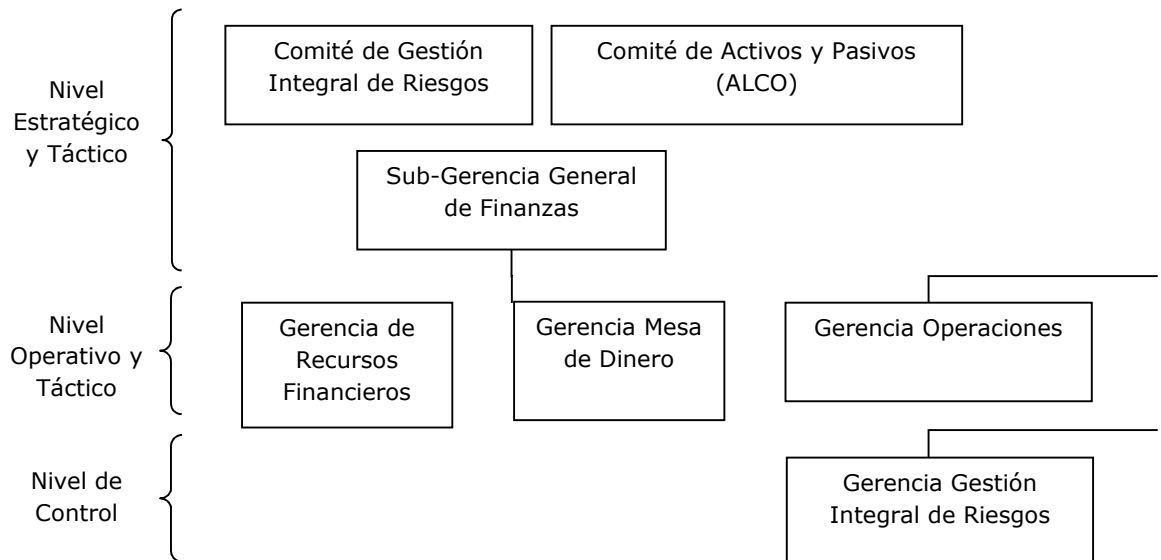 Nivel
Estratégico
y Táctico
Comité de Gestión
Integral de Riesgos
Comité de Activos y Pasivos
(ALCO)
Sub-Gerencia General
de Finanzas
Nivel
Operativo y
Táctico
Gerencia de
Recursos
Financieros
Gerencia Mesa
de Dinero
Gerencia Operaciones
Nivel de
Control
Gerencia Gestión
Integral de Riesgos